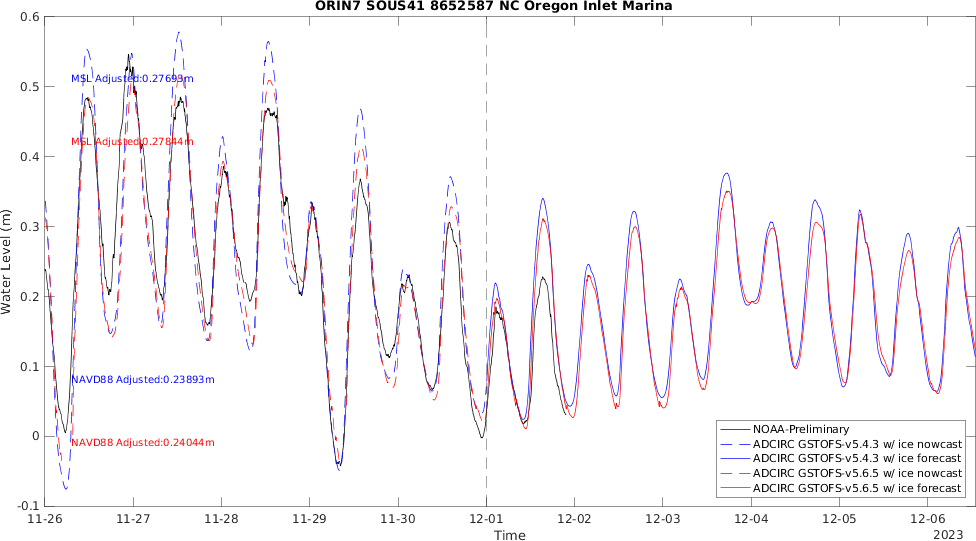 ORIN7 SOUS41 8652587 NC Oregon Inlet Marina
0.6
0.5
0.4
0.3
0.2
0.1
0
-0.1
Water Level (m)
MSL Adjusted:0.27693m
MSL Adjusted:0.27844m
NAVD88 Adjusted:0.23893m
NAVD88 Adjusted:0.24044m
NOAA-Preliminary
ADCIRC GSTOFS-v5.4.3 w/ ice nowcast
ADCIRC GSTOFS-v5.4.3 w/ ice forecast
ADCIRC GSTOFS-v5.6.5 w/ ice nowcast
ADCIRC GSTOFS-v5.6.5 w/ ice forecast
11-26 11-27 11-28 11-29 11-30 12-01 12-02 12-03 12-04 12-05 12-06
Time
2023